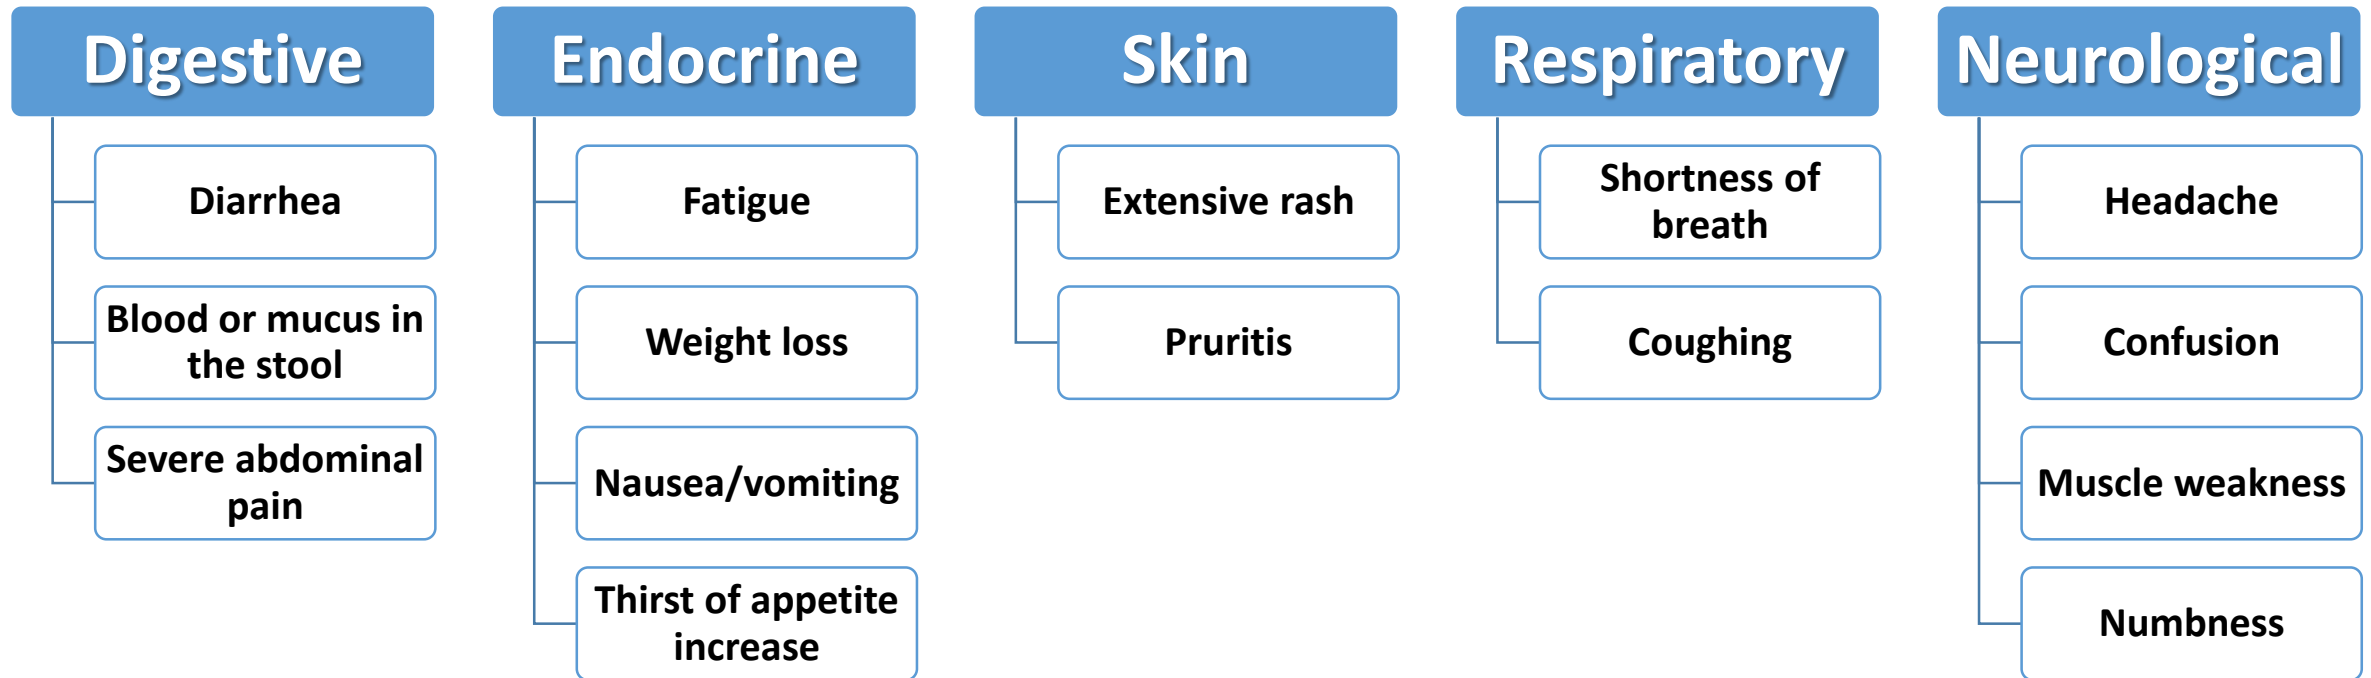 Digestive
Diarrhea
Blood or mucus in
the stool
Severe abdominal
pain
Endocrine
Fatigue
Weight loss
Nausea/vomiting
Thirst of appetite
increase
Skin
Extensive rash
Pruritis
Respiratory
Shortness of
breath
Coughing
Neurological
Headache
Confusion
Muscle weakness
Numbness